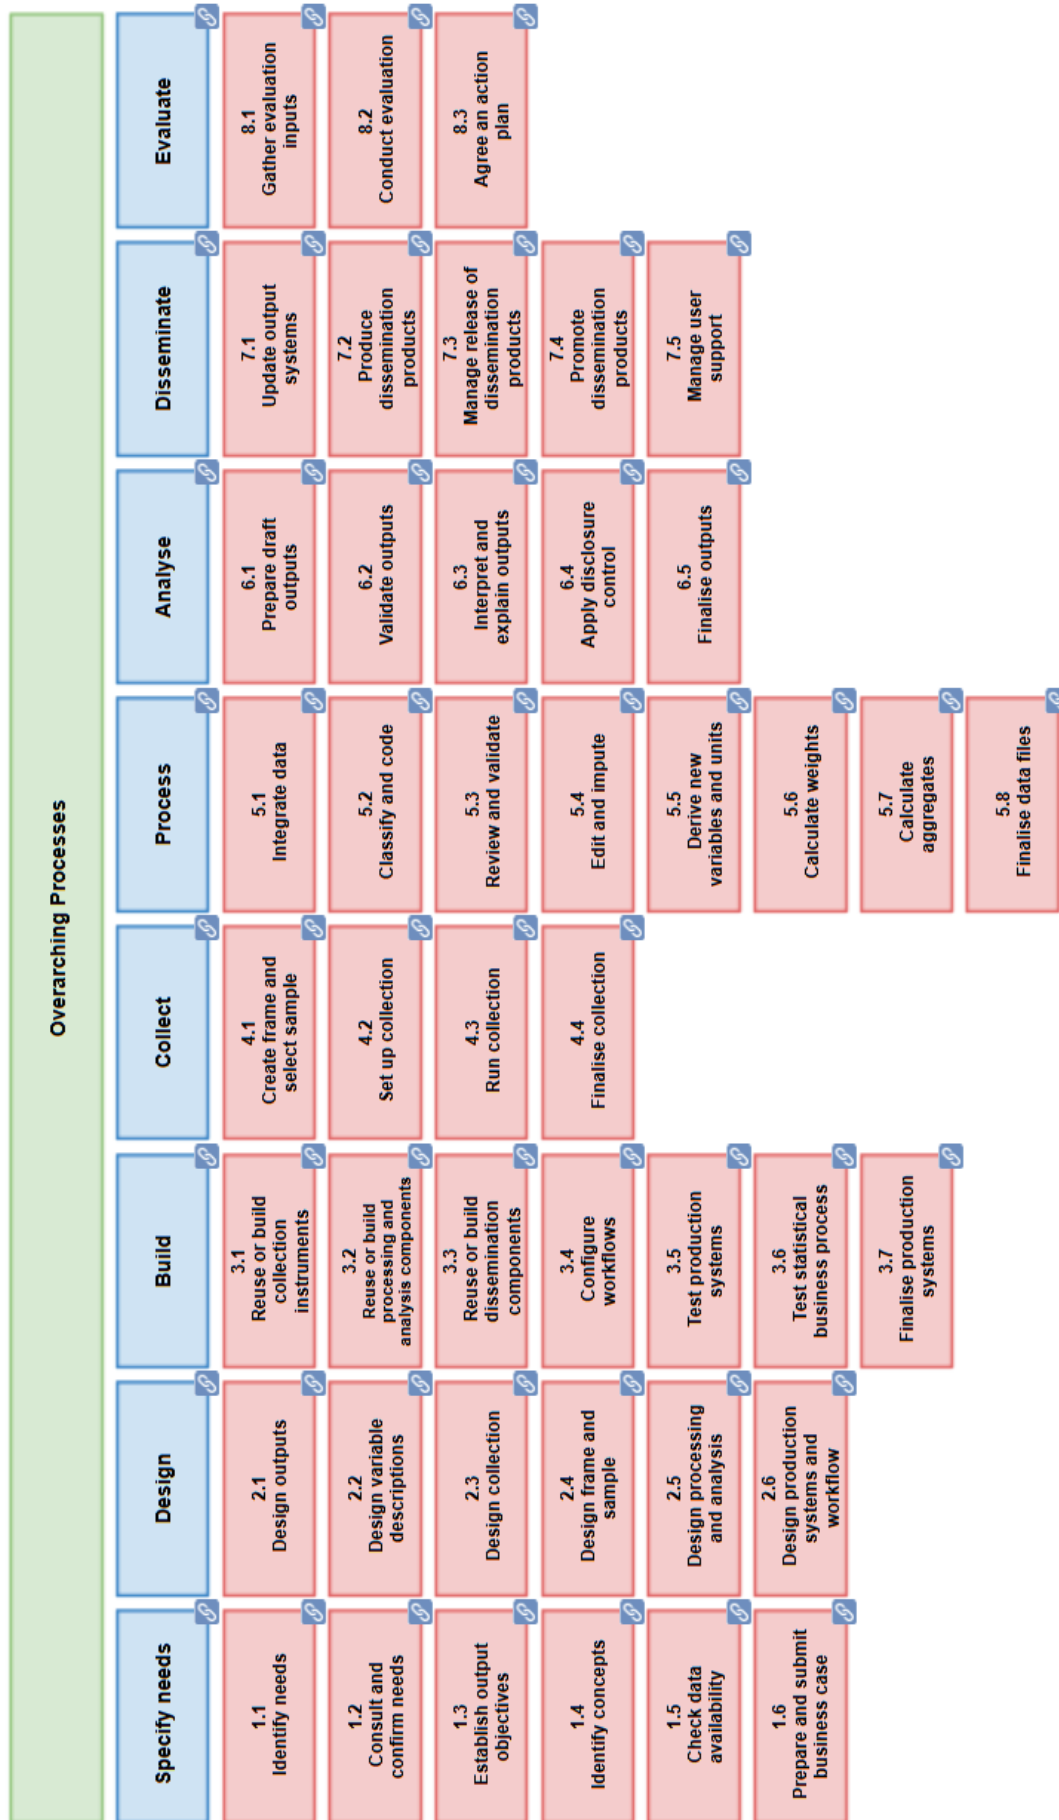 Overarching Processes
Specify needs
1.1
Identify needs
1.2
Consult and
confirm needs
1.3
Establish output
objectives
1.4
Identify concepts
1.5
Check data
availability
1.6
Prepare and submit
business case
Design
2.1
Design outputs
2.2
Design variable
descriptions
2.3
Design collection
2.4
Design frame and
sample
2.5
Design processing
and analysis
2.6
Design production
systems and
workflow
Build
3.1
Reuse or build
collection
instruments
3.2
Reuse or build
processing and
analysis components
3.3
Reuse or build
dissemination
components
3.4
Configure
workflows
3.5
Test production
systems
3.6
Test statistical
business process
3.7
Finalise production
systems
Collect
4.1
Create frame and
select sample
4.2
Set up collection
4.3
Run collection
4.4
Finalise collection
Process
5.1
Integrate data
5.2
Classify and code
5.3
Review and validate
5.4
Edit and impute
5.5
Derive new
variables and units
5.6
Calculate weights
5.7
Calculate
aggregates
5.8
Finalise data files
Analyse
6.1
Prepare draft
outputs
6.2
Validate outputs
6.3
Interpret and
explain outputs
6.4
Apply disclosure
control
6.5
Finalise outputs
Disseminate
7.1
Update output
systems
7.2
Produce
dissemination
products
7.3
Manage release of
dissemination
products
7.4
Promote
dissemination
products
7.5
Manage user
support
Evaluate
8.1
Gather evaluation
inputs
8.2
Conduct evaluation
8.3
Agree an action
plan